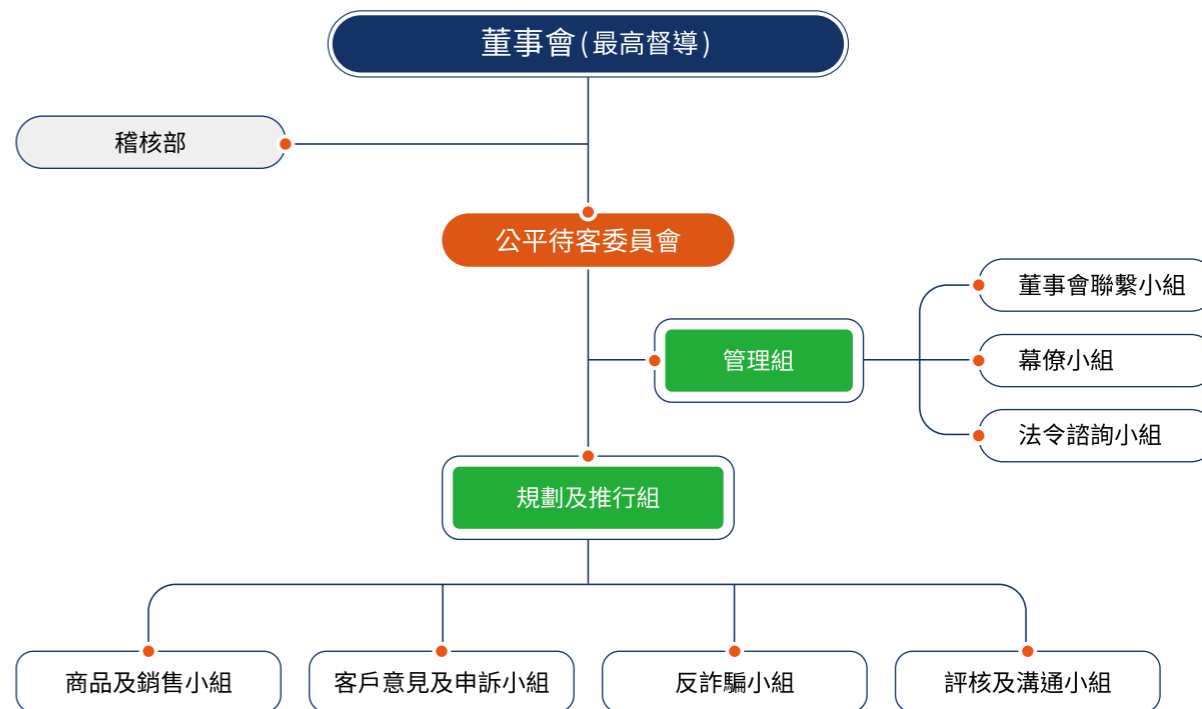 董事會(最高督導)
稽核部
公平待客委員會
董事會聯繫小組
管理組
幕僚小組
法令諮詢小組
規劃及推行組
商品及銷售小組
客戶意見及申訴小組
反詐騙小組
評核及溝通小組